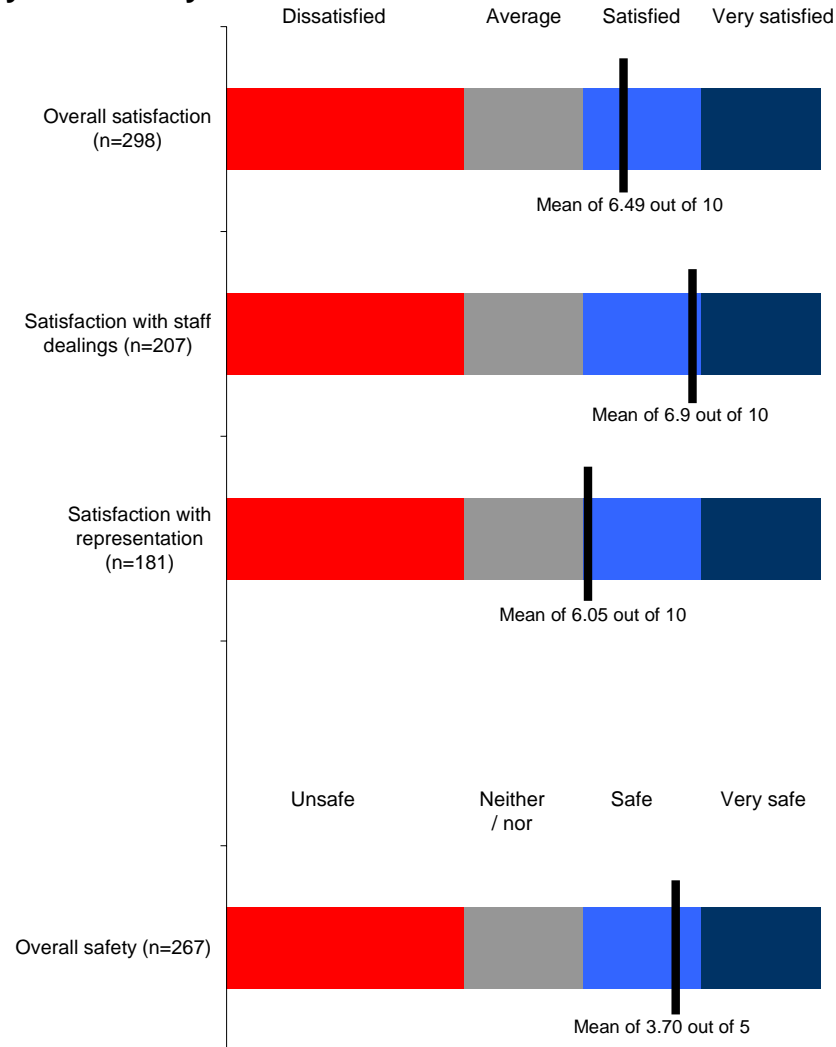 Dissatisfied Average Satisfied Very satisfied
Overall satisfaction
(n=298)
Mean of 6.49 out of 10
Satisfaction with staff
dealings (n=207)
Mean of 6.9 out of 10
Satisfaction with
representation
(n=181)
Mean of 6.05 out of 10
Unsafe Neither Safe Very safe
/ nor
Overall safety (n=267)
Mean of 3.70 out of 5